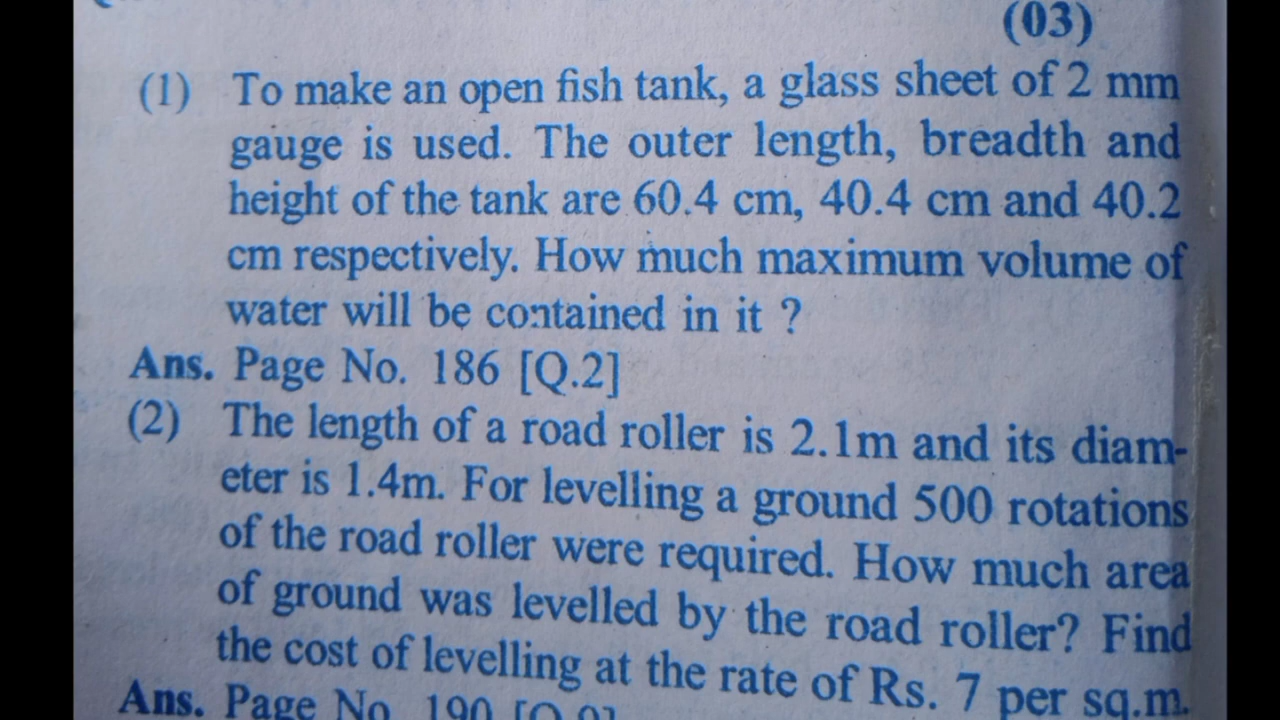 (03)
(1) To make an open fish tank, a glass sheet of 2 mm
gauge is used. The outer length, breadth and
height of the tank are 60.4 cm, 40.4 cm and 40.2
cm respectively. How much maximum volume of
water will be contained in it ?
Ans. Page No. 186 [Q.2]
(2) The length of a road roller is 2.1m and its diam-
eter is 1.4m. For levelling a ground 500 rotations
of the road roller were required. How much area
of ground was levelled by the road roller? Find
the cost of levelling at the rate of Rs. 7 per sq.m.
Ans. Page No. 190 [Q.9]